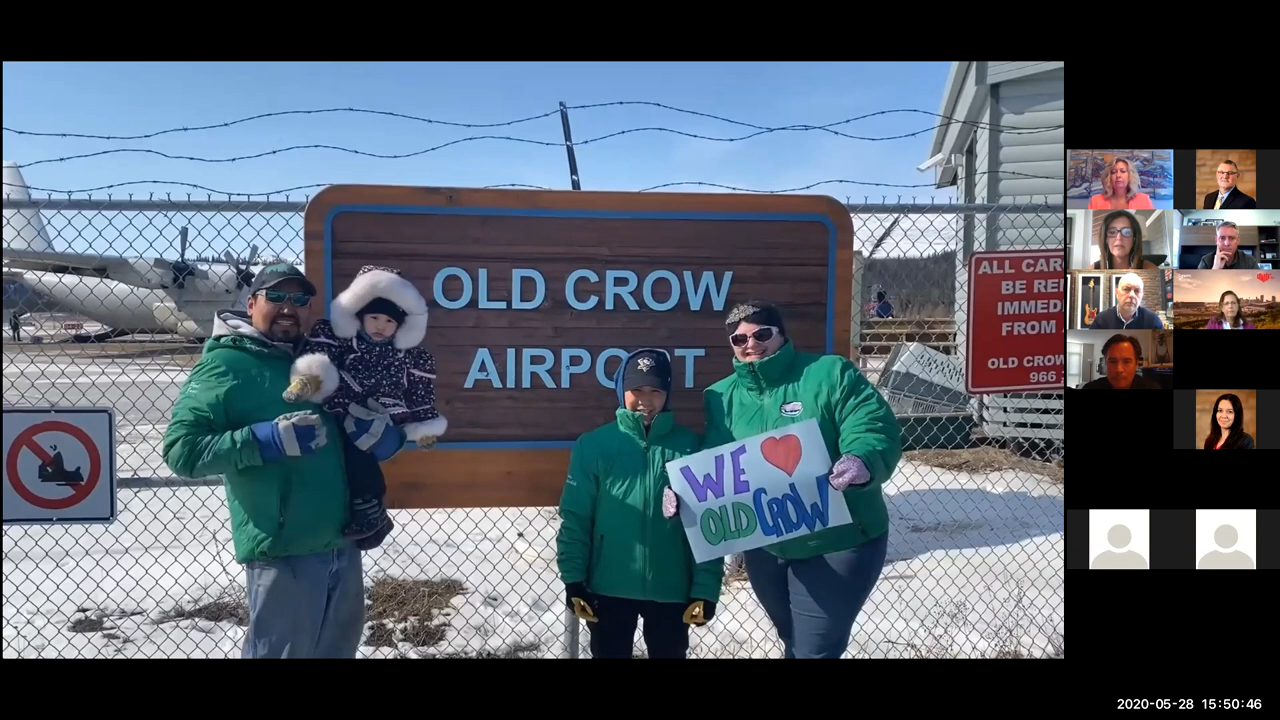 OLD CROW
AIRPORT
WE
OLD CROW
ALL CAR
BE RE
IMMED
FROM
OLD CROW
966
2020-05-28 15:50:46